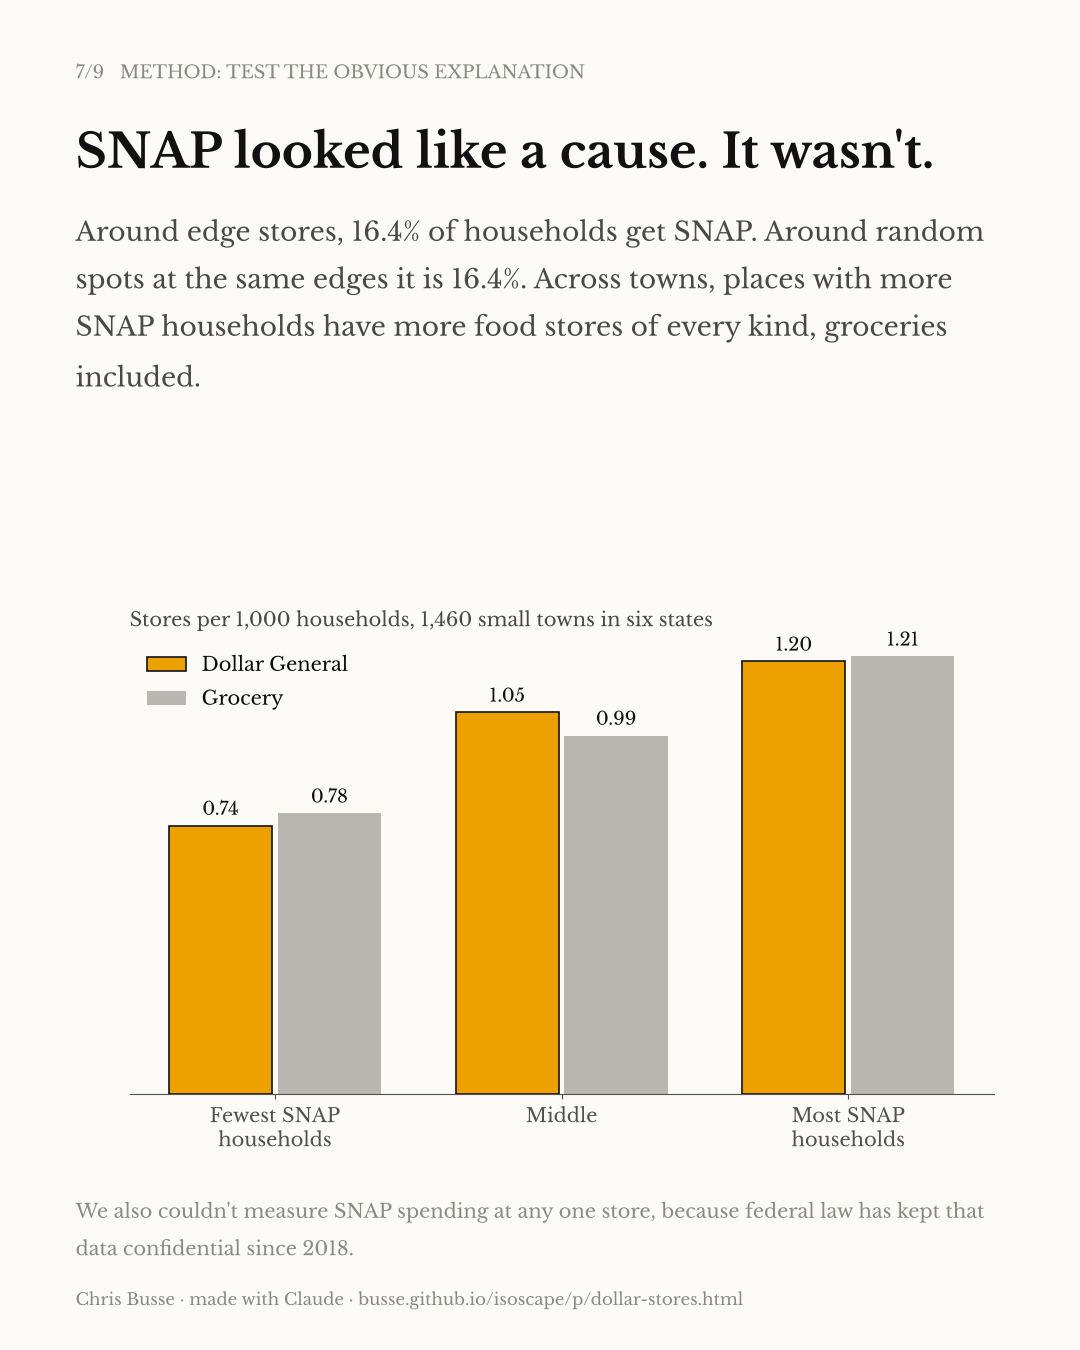 7/9 METHOD: TEST THE OBVIOUS EXPLANATION
SNAP looked like a cause. It wasn't.
Around edge stores, 16.4% of households get SNAP. Around random
spots at the same edges it is 16.4%. Across towns, places with more
SNAP households have more food stores of every kind, groceries
included.
Stores per 1,000 households, 1,460 small towns in six states
Dollar General
Grocery
0.74
0.78
1.05
0.99
1.20
1.21
Fewest SNAP
households
Middle
Most SNAP
households
We also couldn't measure SNAP spending at any one store, because federal law has kept that
data confidential since 2018.
Chris Busse · made with Claude · busse.github.io/isoscape/p/dollar-stores.html